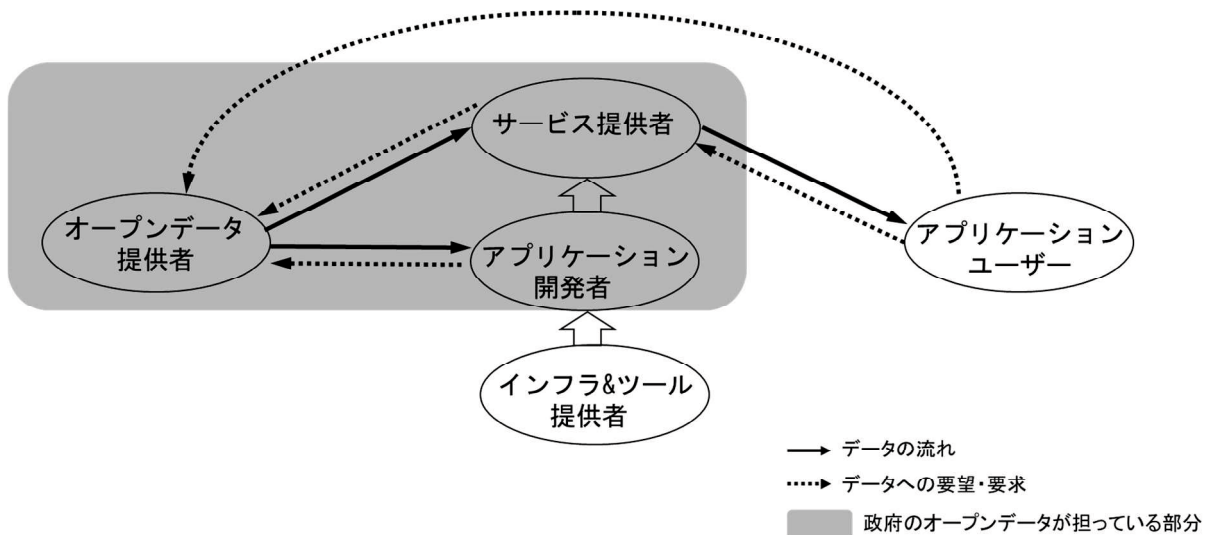 サービス提供者
オープンデータ
提供者
アプリケーション
開発者
アプリケーション
ユーザー
インフラ&ツール
提供者
データの流れ
データへの要望・要求
政府のオープンデータが担っている部分